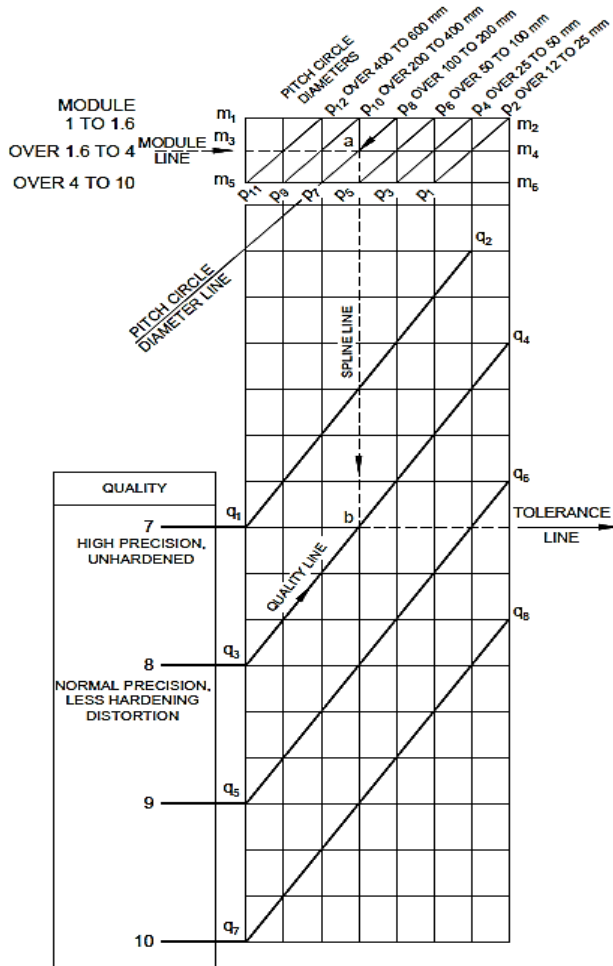 PITCH CIRCLE
DIAMETERS
p12 OVER 400 TO 600 mm
p10 OVER 200 TO 400 mm
p8 OVER 100 TO 200 mm
p6 OVER 50 TO 100 mm
p4 OVER 25 TO 50 mm
p2 OVER 12 TO 25 mm
MODULE
1 TO 1.6
m1
m2
OVER 1.6 TO 4
MODULE
LINE
m3
a
m4
OVER 4 TO 10
m5
m6
p11
p9
p7
p5
p3
p1
PITCH CIRCLE
DIAMETER LINE
SPLINE LINE
q2
q4
q6
q8
QUALITY
7
q1
HIGH PRECISION,
UNHARDENED
b
TOLERANCE
LINE
QUALITY LINE
8
q3
NORMAL PRECISION,
LESS HARDENING
DISTORTION
9
q5
10
q7